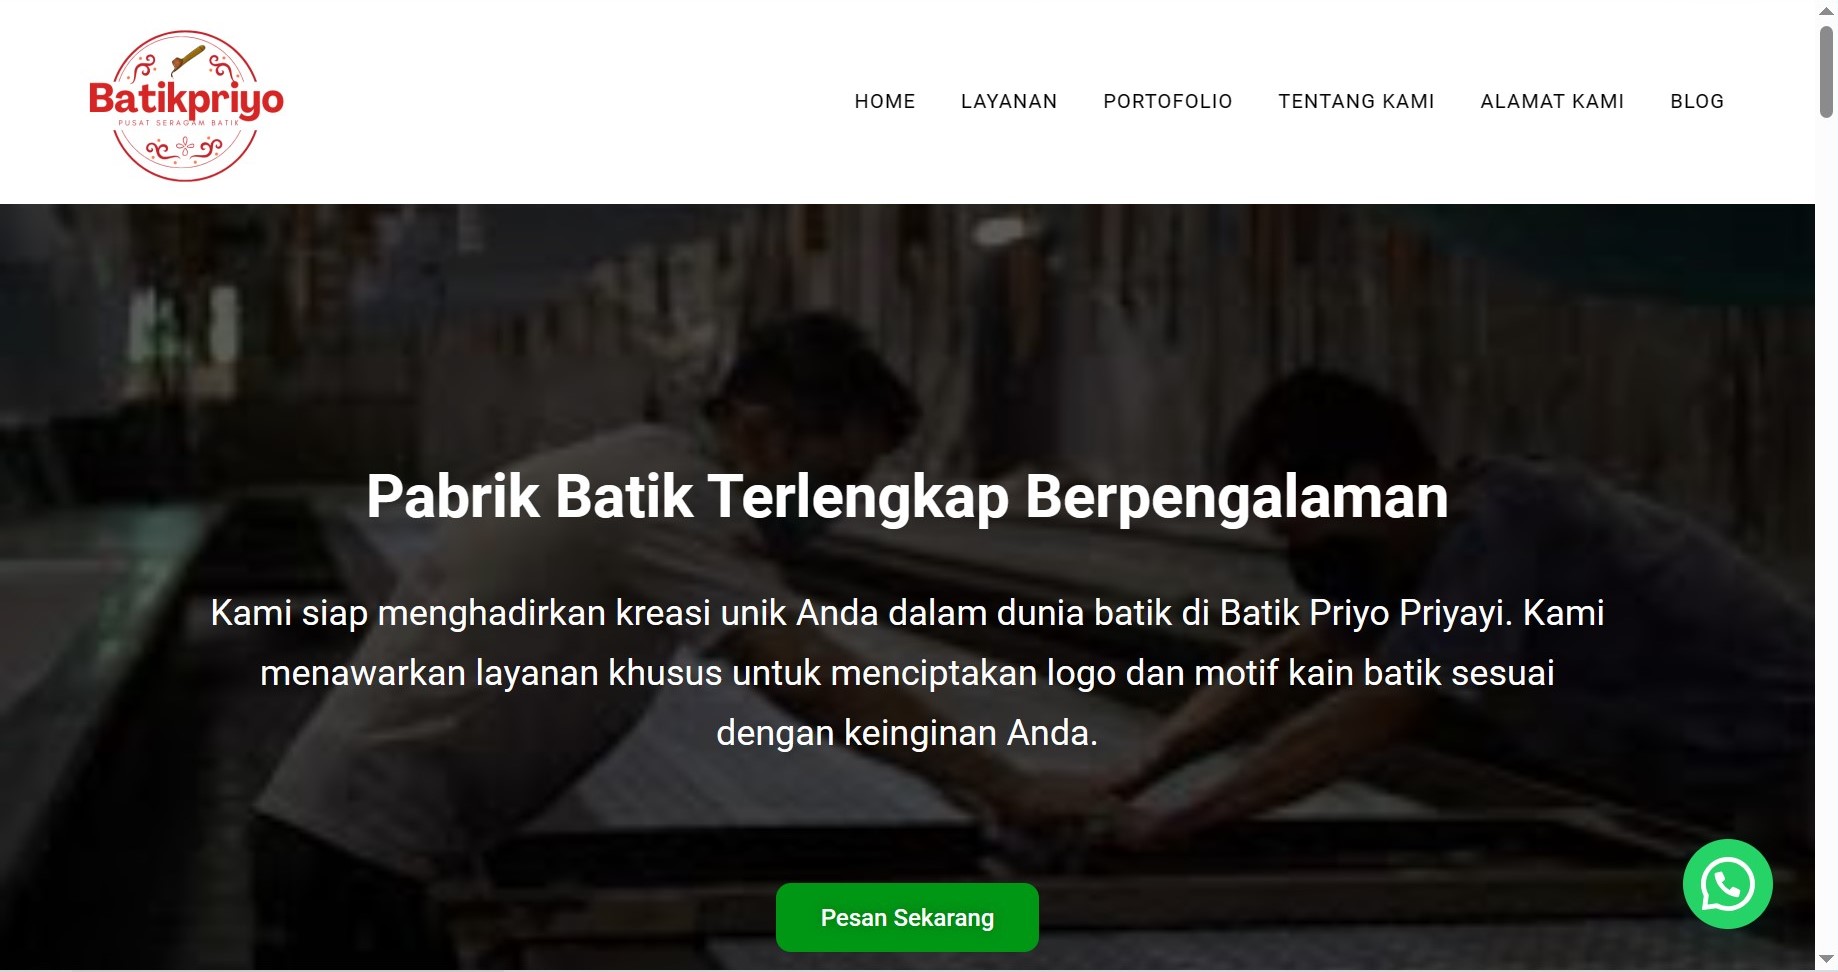 Batikpriyo
PUSAT SERAGAM BATIK
HOME LAYANAN PORTOFOLIO TENTANG KAMI ALAMAT KAMI BLOG
Pabrik Batik Terlengkap Berpengalaman
Kami siap menghadirkan kreasi unik Anda dalam dunia batik di Batik Priyo Priyayi. Kami
menawarkan layanan khusus untuk menciptakan logo dan motif kain batik sesuai
dengan keinginan Anda.
Pesan Sekarang